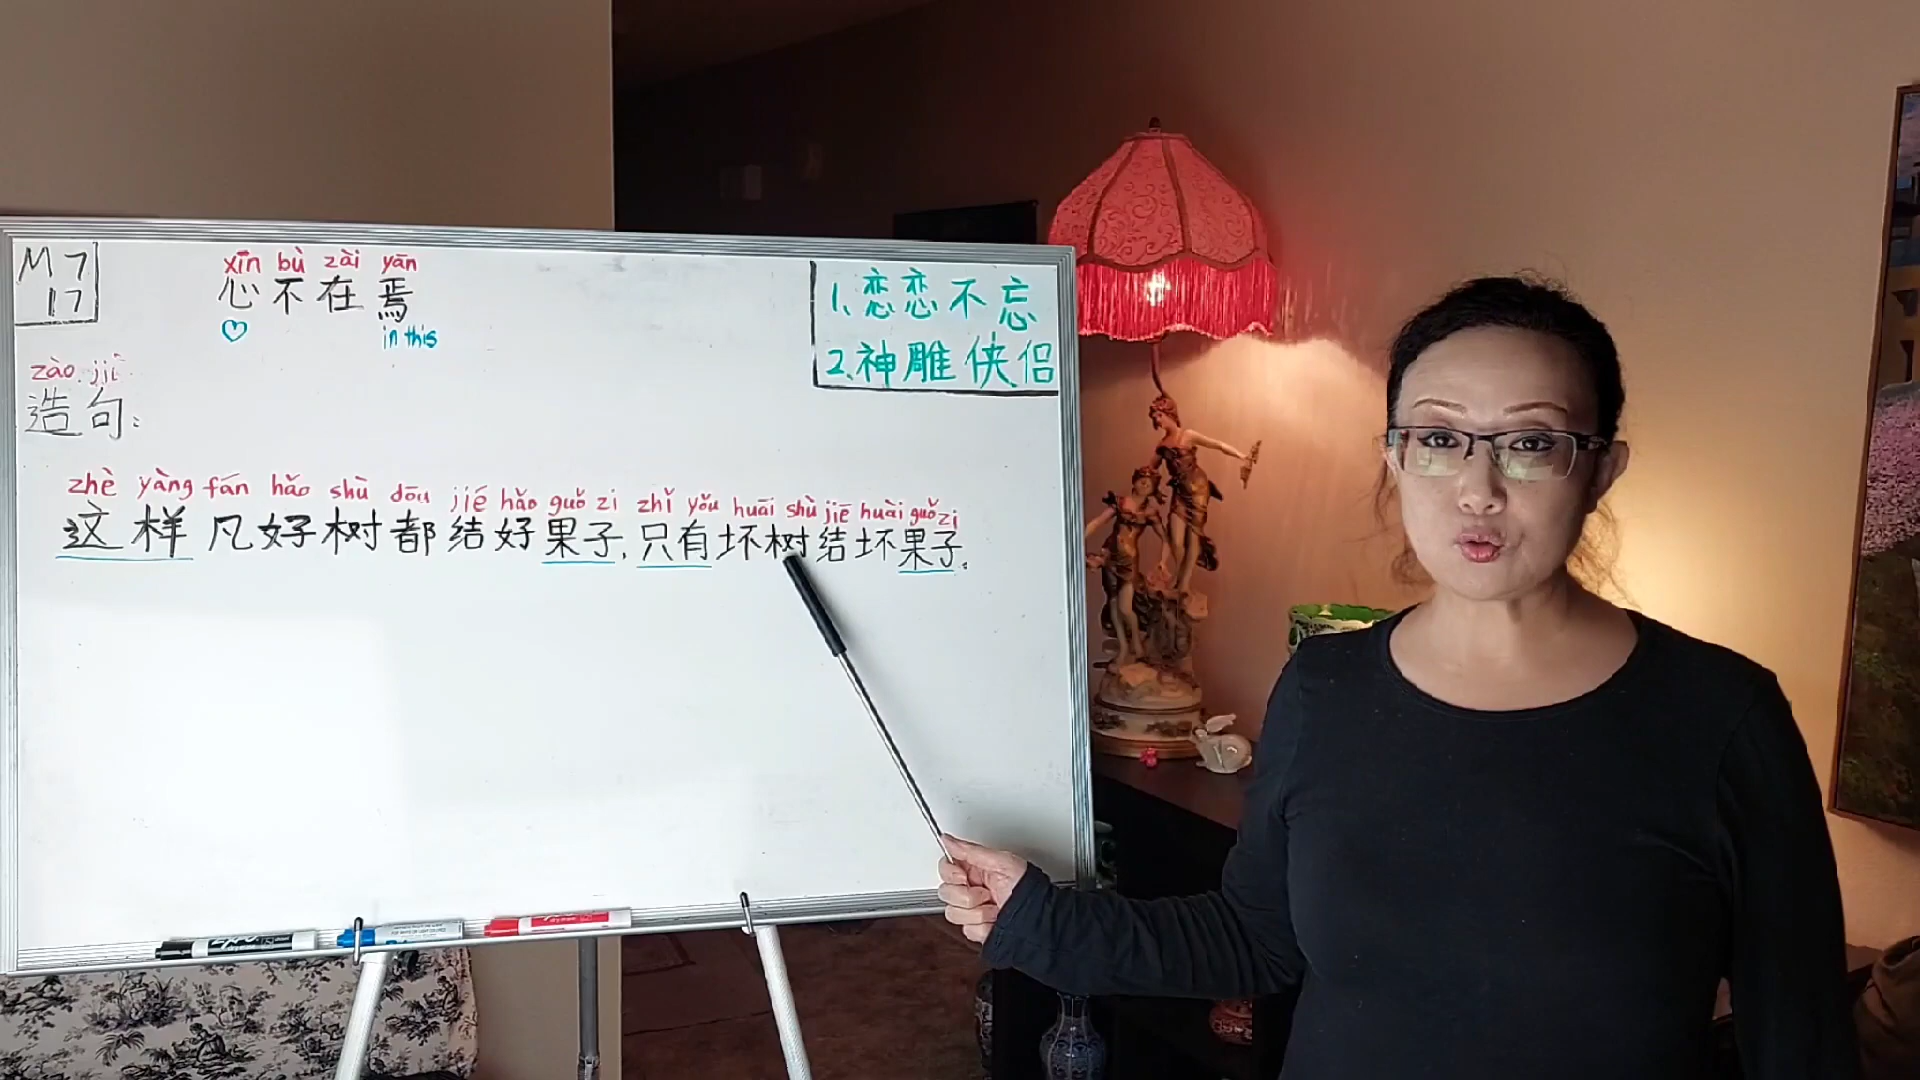 M 7
17
xīn bù zài yān
心不在焉
in this
1. 恋恋不忘
2. 神雕侠侣
zào jù
造句:
zhè yàng fán hǎo shù dōu jié hǎo guǒ zi zhǐ yǒu huāi shù jiē huài guǒ zi
这样凡好树都结好果子,只有坏树结坏果子。